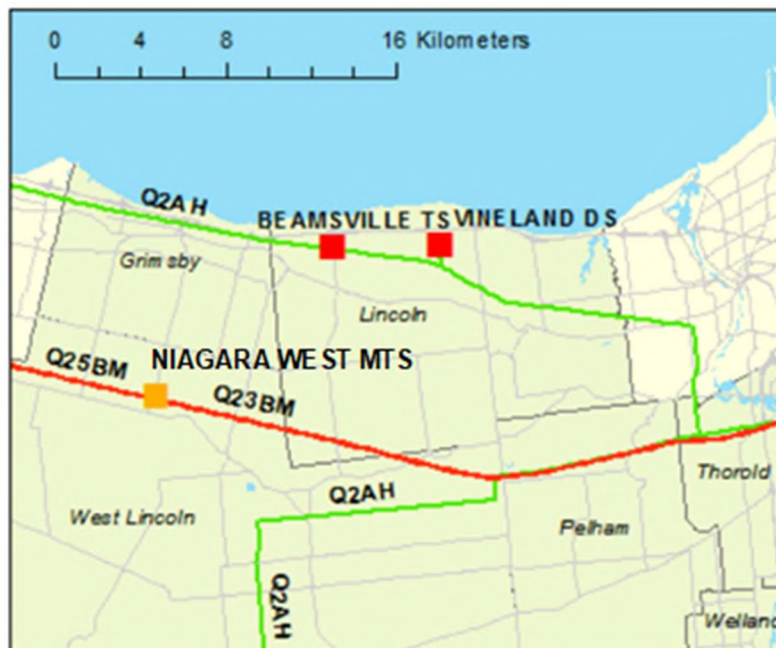 0 4 8 16 Kilometers
Q2AH
BEAMSVILLE TS VINELAND DS
Grimsby
Lincoln
Q25BM
NIAGARA WEST MTS
Q23BM
Thorold
Q2AH
West Lincoln
Pelham
Q2AH
Welland